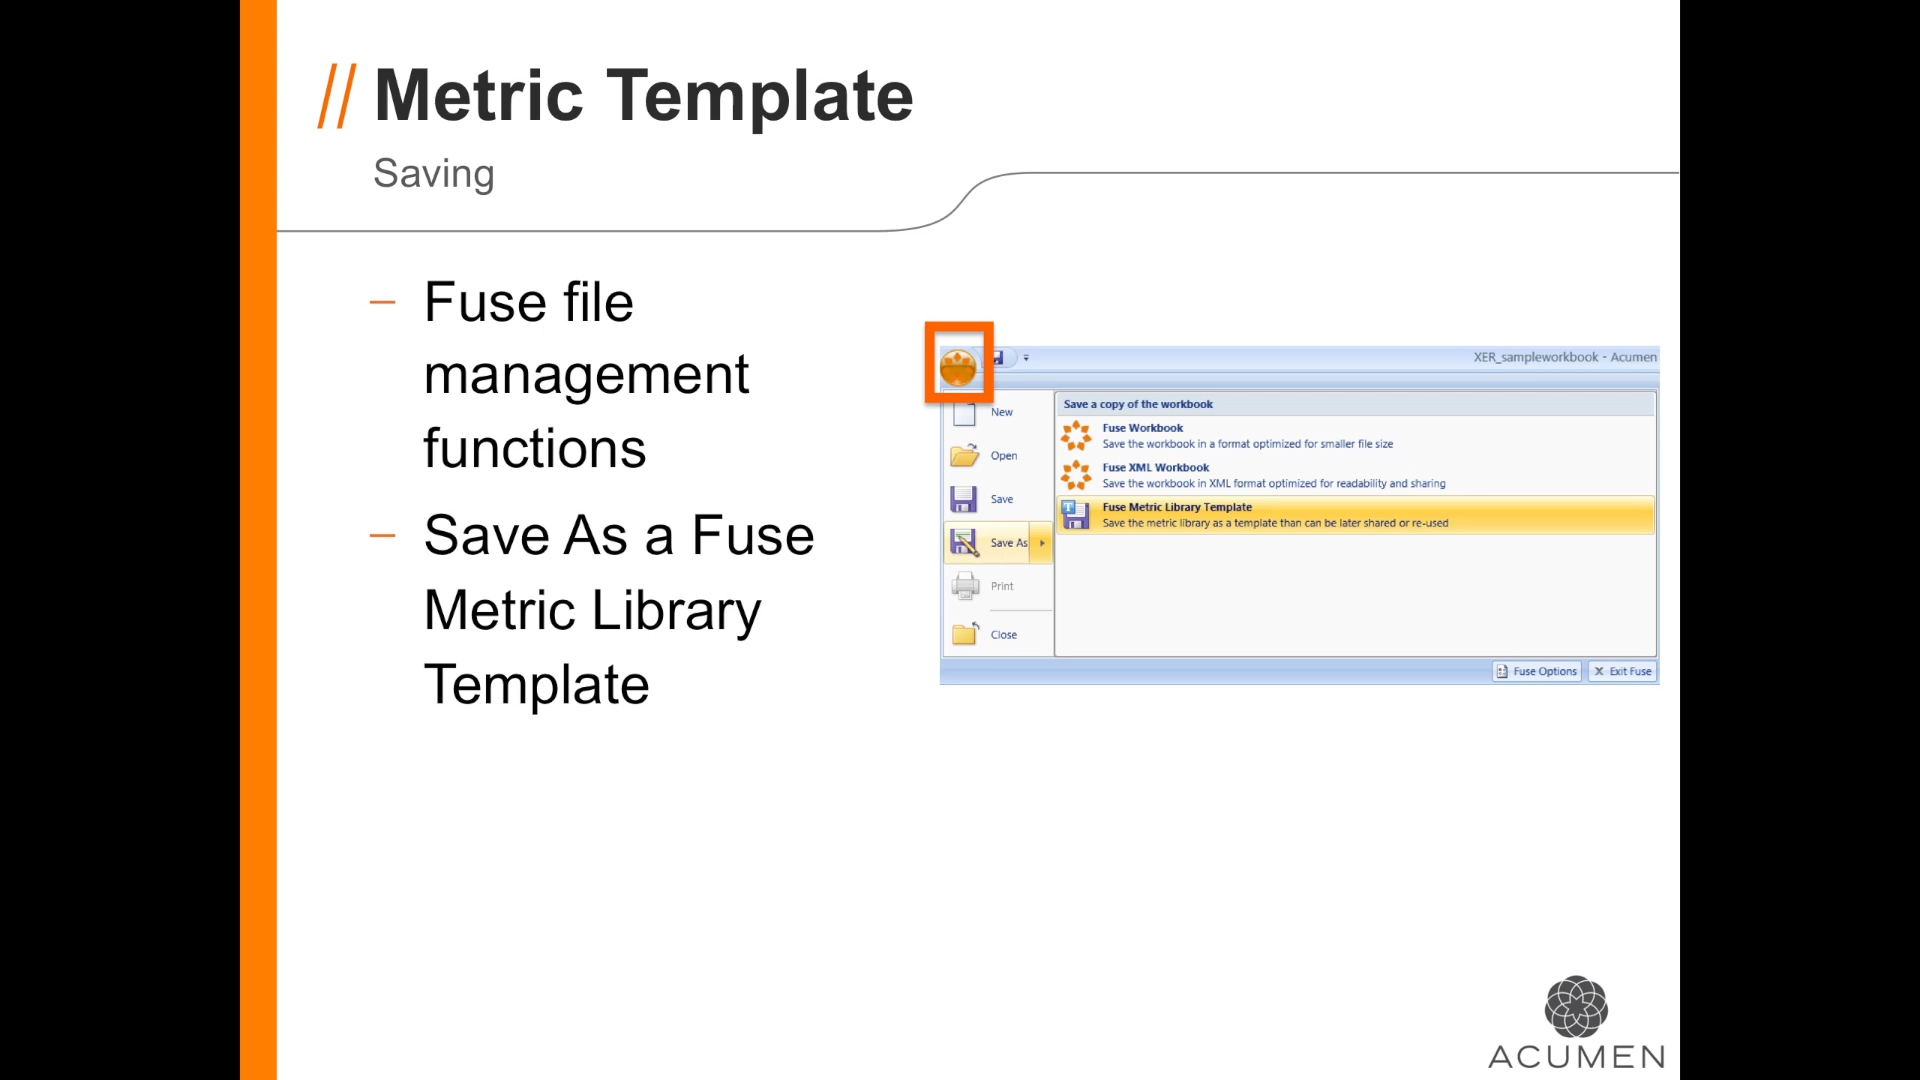 // Metric Template
Saving
– Fuse file
management
functions
– Save As a Fuse
Metric Library
Template
XER_sampleworkbook - Acumen
New
Open
Save
Save As
Print
Close
Save a copy of the workbook
Fuse Workbook
Save the workbook in a format optimized for smaller file size
Fuse XML Workbook
Save the workbook in XML format optimized for readability and sharing
Fuse Metric Library Template
Save the metric library as a template than can be later shared or re-used
Fuse Options
X Exit Fuse
ACUMEN